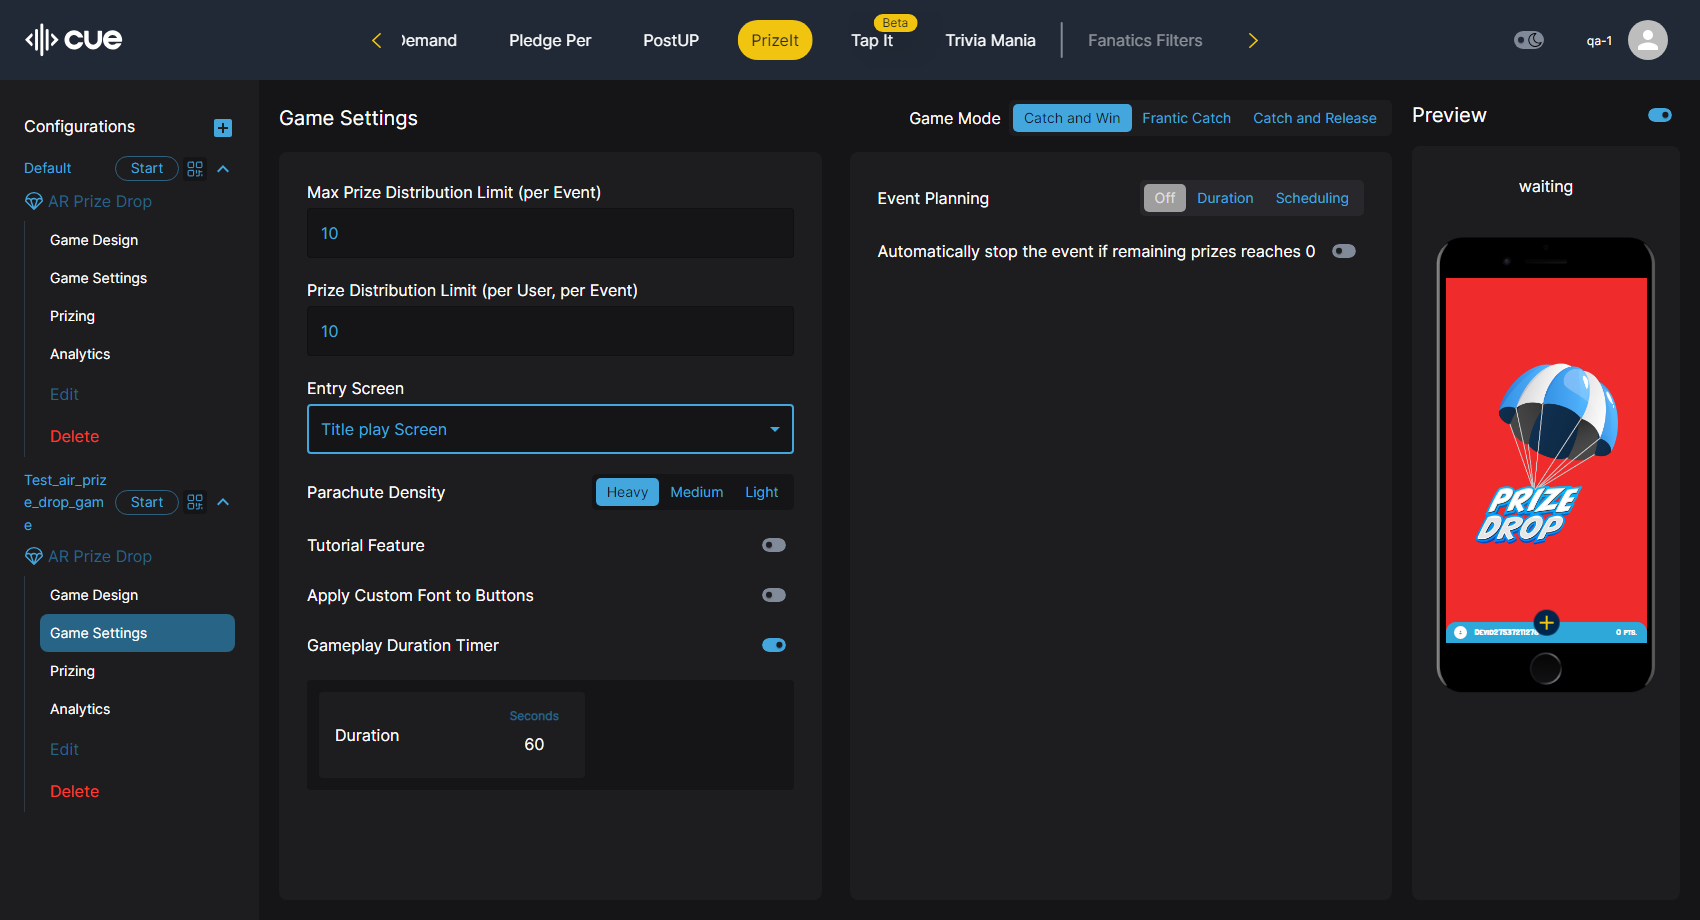 cue
Demand
Pledge Per
PostUP
PrizeIt
Beta
Tap It
Trivia Mania
Fanatics Filters
qa-1
Configurations
Default
Start
AR Prize Drop
Game Design
Game Settings
Prizing
Analytics
Edit
Delete
Test_air_priz
e_drop_gam
e
Start
AR Prize Drop
Game Design
Game Settings
Prizing
Analytics
Edit
Delete
Game Settings
Game Mode
Catch and Win
Frantic Catch
Catch and Release
Max Prize Distribution Limit (per Event)
10
Prize Distribution Limit (per User, per Event)
10
Entry Screen
Title play Screen
Parachute Density
Heavy
Medium
Light
Tutorial Feature
Apply Custom Font to Buttons
Gameplay Duration Timer
Duration
Seconds
60
Event Planning
Off
Duration
Scheduling
Automatically stop the event if remaining prizes reaches 0
Preview
waiting
PRIZE
DROP
0 PTS.